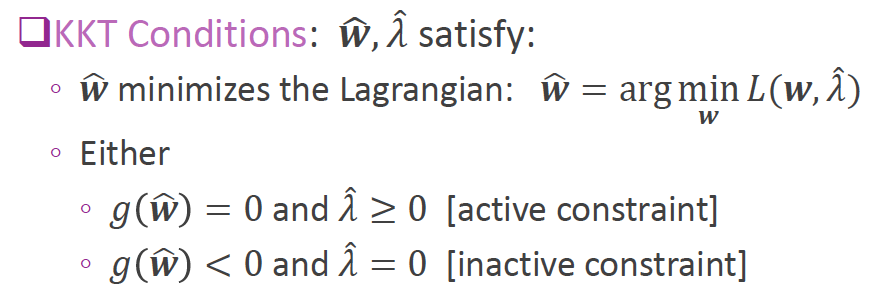 ❑KKT Conditions: ŵ, λ̂ satisfy:
◦ ŵ minimizes the Lagrangian: ŵ = arg min L(w, λ̂)
w
◦ Either
◦ g(ŵ) = 0 and λ̂ ≥ 0 [active constraint]
◦ g(ŵ) < 0 and λ̂ = 0 [inactive constraint]